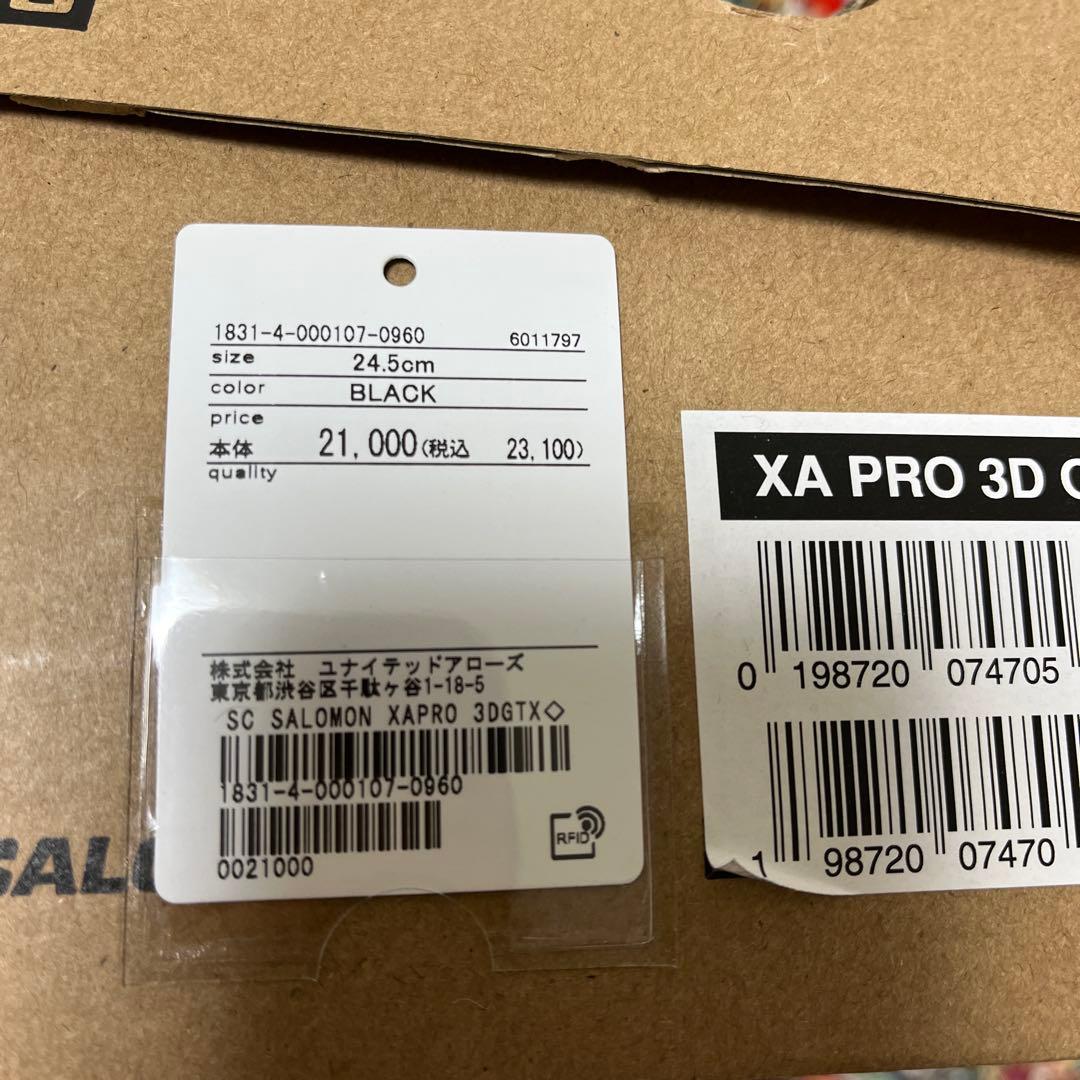 1831-4-000107-0960 6011797
size 24.5cm
color BLACK
price
本体 21,000(税込 23,100)
quality
株式会社 ユナイテッドアローズ
東京都渋谷区千駄ヶ谷1-18-5
SC SALOMON XAPRO 3DGTX◇
1831-4-000107-0960
RFID
0021000
XA PRO 3D
0 198720 074705
1 98720 07470
SALO